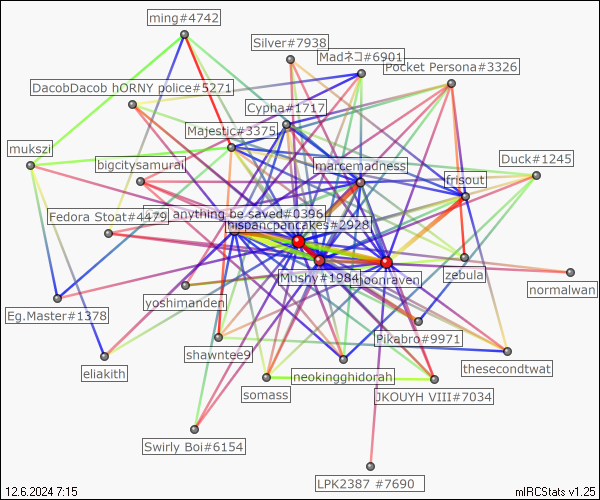 ming#4742
Silver#7938
Madネコ#6901
Pocket Persona#3326
DacobDacob hORNY police#5271
Cypha#1717
Majestic#3375
mukszi
bigcitysamurai
marcemadness
Duck#1245
frisout
Fedora Stoat#4479
anything be saved#0396
hispancpancakes#2928
Mushy#1984
moonraven
zebula
normalwan
yoshimanden
Eg.Master#1378
Pikabro#9971
shawntee9
thesecondtwat
eliakith
neokingghidorah
somass
JKOUYH VIII#7034
Swirly Boi#6154
LPK2387 #7690
12.6.2024 7:15
mIRCStats v1.25